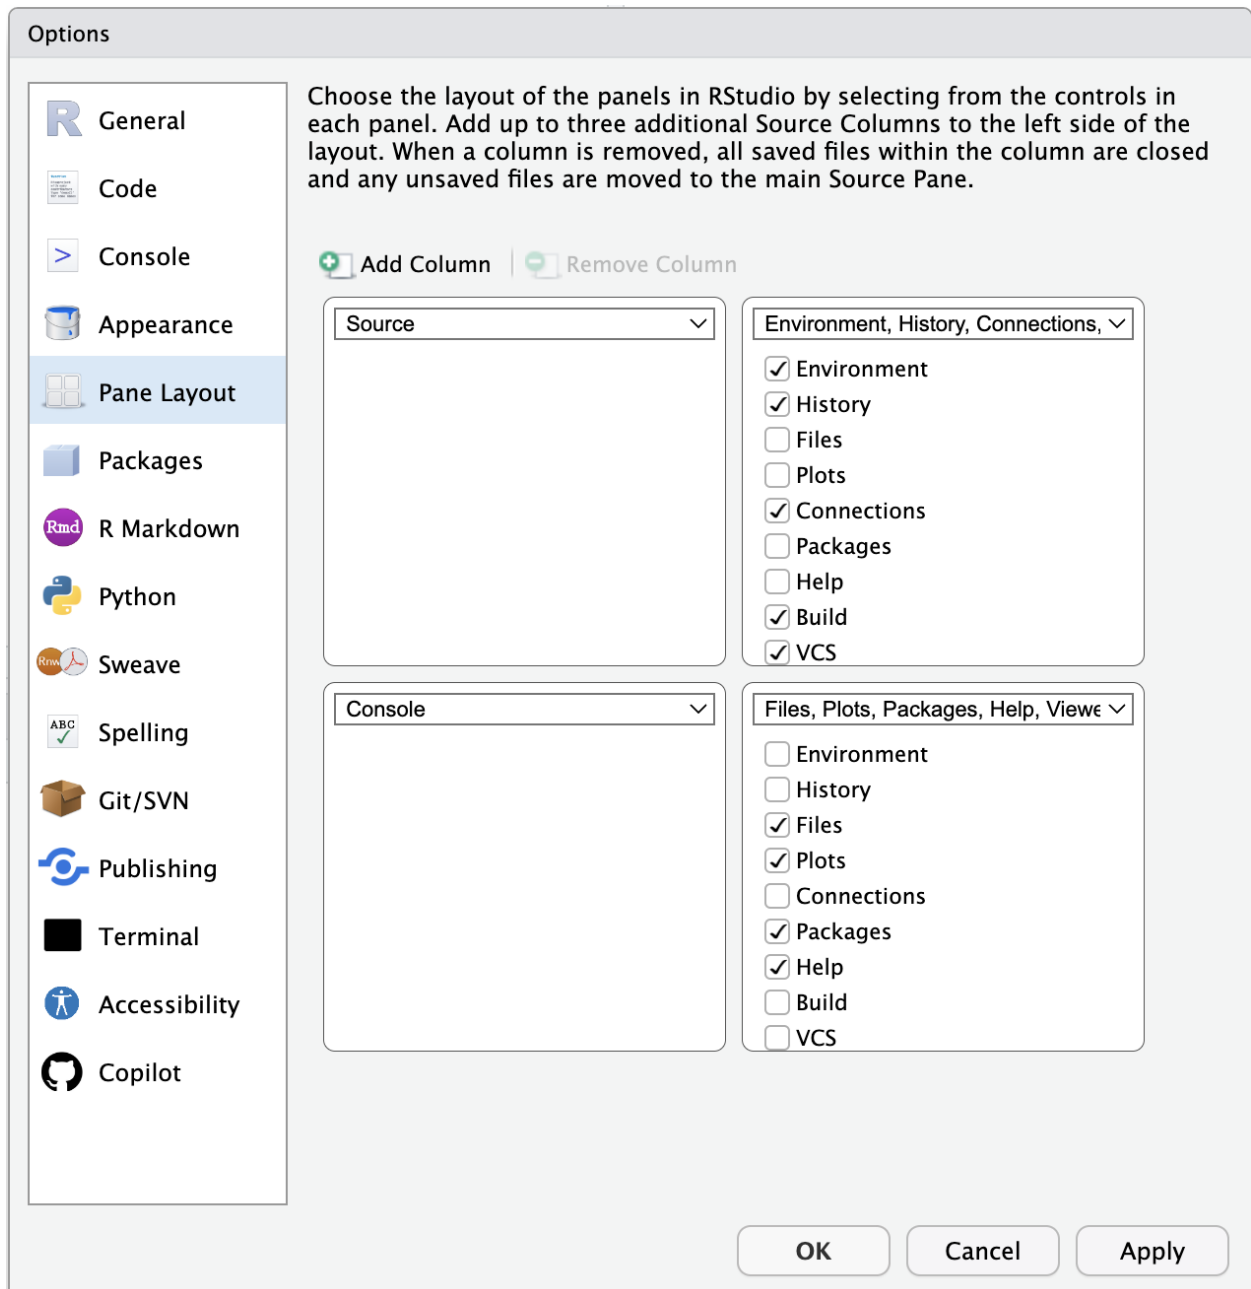 Options
General
Code
Console
Appearance
Pane Layout
Packages
Rmd R Markdown
Python
Rnw Sweave
ABC Spelling
Git/SVN
Publishing
Terminal
Accessibility
Copilot
Choose the layout of the panels in RStudio by selecting from the controls in
each panel. Add up to three additional Source Columns to the left side of the
layout. When a column is removed, all saved files within the column are closed
and any unsaved files are moved to the main Source Pane.
Add Column
Remove Column
Source
Environment, History, Connections,
Environment
History
Files
Plots
Connections
Packages
Help
Build
VCS
Console
Files, Plots, Packages, Help, Viewe
Environment
History
Files
Plots
Connections
Packages
Help
Build
VCS
OK
Cancel
Apply